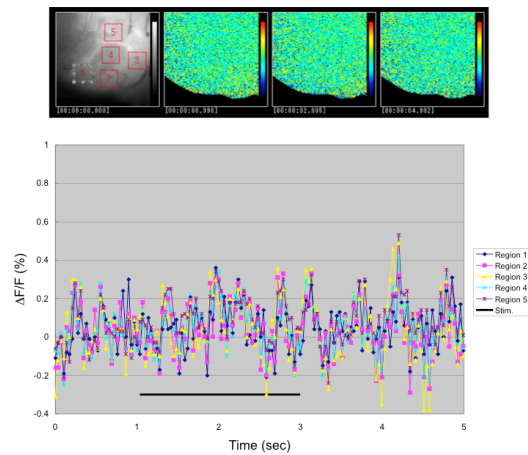 5
4
3
[00:00:00.000]
[00:00:00.990]
[00:00:02.995]
[00:00:04.992]
1
0.8
0.6
0.4
0.2
0
-0.2
-0.4
ΔF/F (%)
0
1
2
3
4
5
Time (sec)
Region 1
Region 2
Region 3
Region 4
Region 5
Stim.